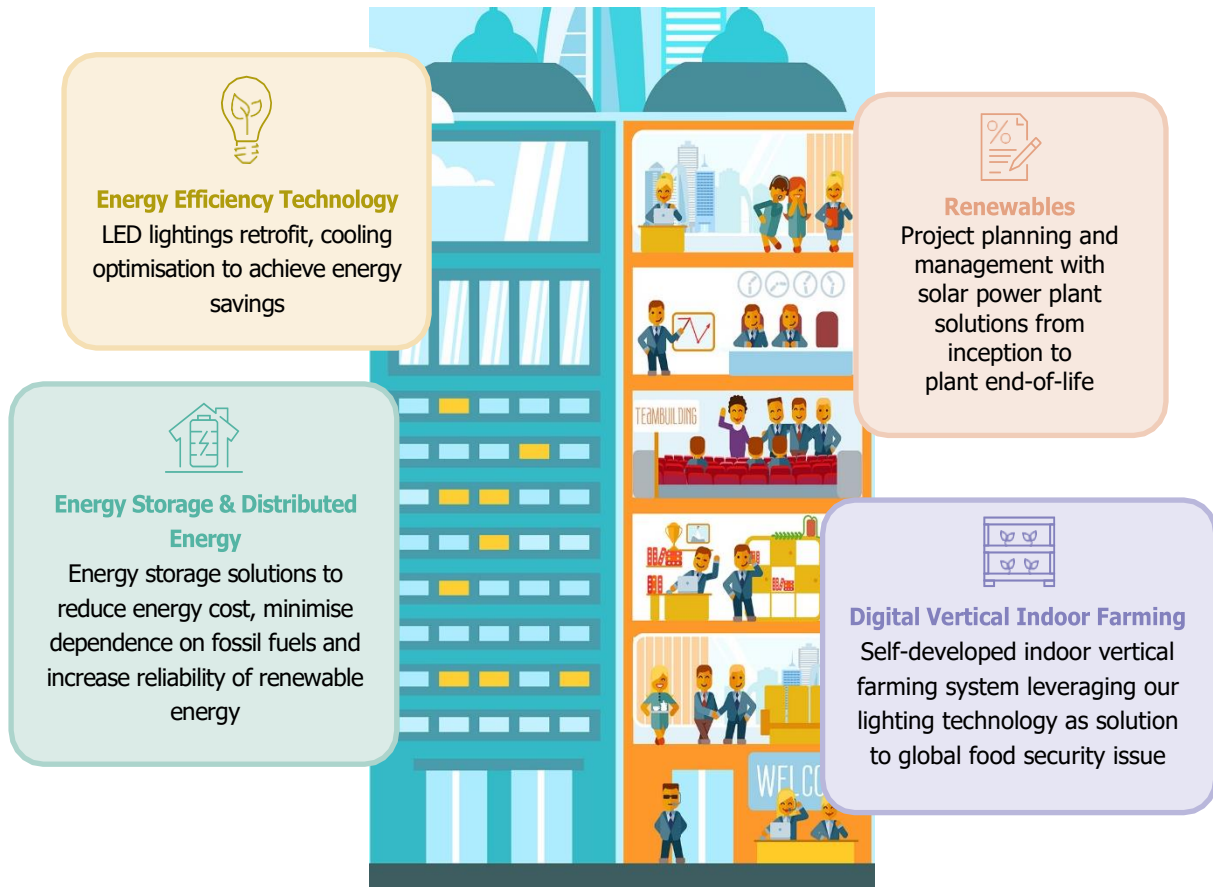 Energy Efficiency Technology
LED lightings retrofit, cooling
optimisation to achieve energy
savings
Renewables
Project planning and
management with
solar power plant
solutions from
inception to
plant end-of-life
TEAMBUILDING
Energy Storage & Distributed
Energy
Energy storage solutions to
reduce energy cost, minimise
dependence on fossil fuels and
increase reliability of renewable
energy
Digital Vertical Indoor Farming
Self-developed indoor vertical
farming system leveraging our
lighting technology as solution
to global food security issue
%